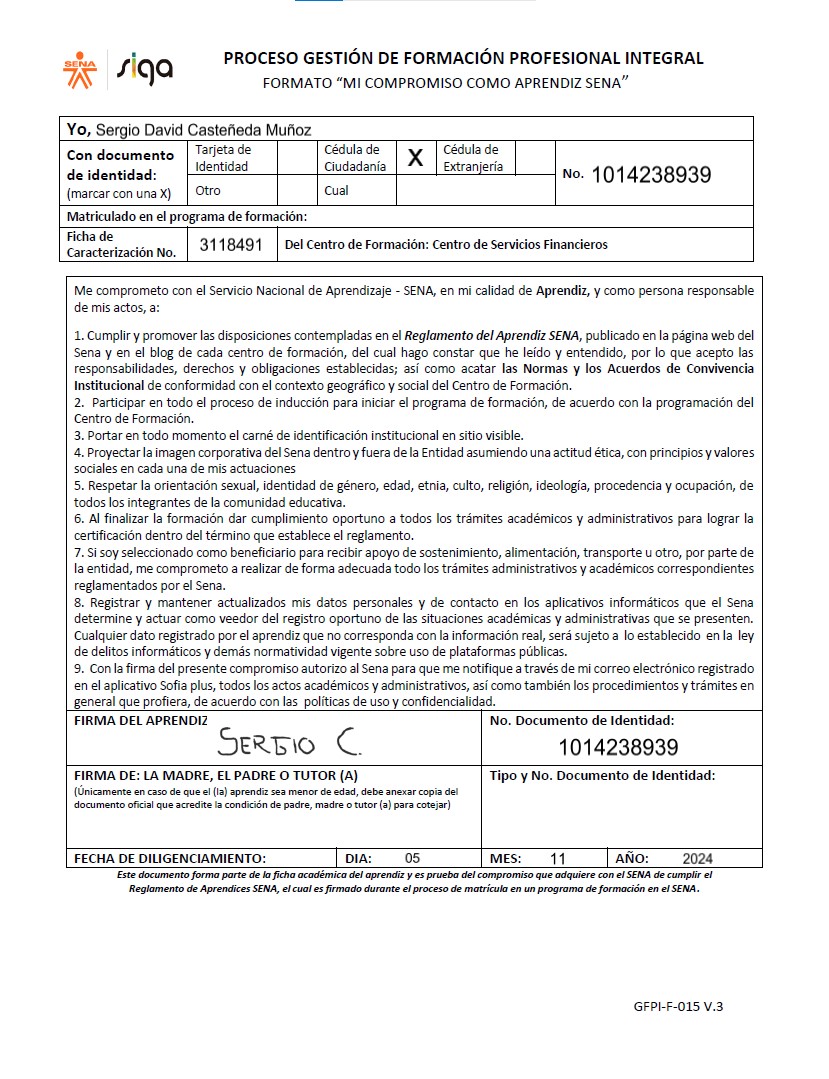 SENA
siga
PROCESO GESTIÓN DE FORMACIÓN PROFESIONAL INTEGRAL
FORMATO “MI COMPROMISO COMO APRENDIZ SENA”
Yo, Sergio David Casteñeda Muñoz
Con documento de identidad: (marcar con una X)
Tarjeta de Identidad
Cédula de Ciudadanía X
Cédula de Extranjería
Otro
Cual
No. 1014238939
Matriculado en el programa de formación:
Ficha de Caracterización No. 3118491
Del Centro de Formación: Centro de Servicios Financieros
Me comprometo con el Servicio Nacional de Aprendizaje - SENA, en mi calidad de Aprendiz, y como persona responsable
de mis actos, a:
1. Cumplir y promover las disposiciones contempladas en el Reglamento del Aprendiz SENA, publicado en la página web del
Sena y en el blog de cada centro de formación, del cual hago constar que he leído y entendido, por lo que acepto las
responsabilidades, derechos y obligaciones establecidas; así como acatar las Normas y los Acuerdos de Convivencia
Institucional de conformidad con el contexto geográfico y social del Centro de Formación.
2. Participar en todo el proceso de inducción para iniciar el programa de formación, de acuerdo con la programación del
Centro de Formación.
3. Portar en todo momento el carné de identificación institucional en sitio visible.
4. Proyectar la imagen corporativa del Sena dentro y fuera de la Entidad asumiendo una actitud ética, con principios y valores
sociales en cada una de mis actuaciones
5. Respetar la orientación sexual, identidad de género, edad, etnia, culto, religión, ideología, procedencia y ocupación, de
todos los integrantes de la comunidad educativa.
6. Al finalizar la formación dar cumplimiento oportuno a todos los trámites académicos y administrativos para lograr la
certificación dentro del término que establece el reglamento.
7. Si soy seleccionado como beneficiario para recibir apoyo de sostenimiento, alimentación, transporte u otro, por parte de
la entidad, me comprometo a realizar de forma adecuada todo los trámites administrativos y académicos correspondientes
reglamentados por el Sena.
8. Registrar y mantener actualizados mis datos personales y de contacto en los aplicativos informáticos que el Sena
determine y actuar como veedor del registro oportuno de las situaciones académicas y administrativas que se presenten.
Cualquier dato registrado por el aprendiz que no corresponda con la información real, será sujeto a lo establecido en la ley
de delitos informáticos y demás normatividad vigente sobre uso de plataformas públicas.
9. Con la firma del presente compromiso autorizo al Sena para que me notifique a través de mi correo electrónico registrado
en el aplicativo Sofia plus, todos los actos académicos y administrativos, así como también los procedimientos y trámites en
general que profiera, de acuerdo con las políticas de uso y confidencialidad.
FIRMA DEL APRENDIZ
SERGIO C.
No. Documento de Identidad:
1014238939
FIRMA DE: LA MADRE, EL PADRE O TUTOR (A)
(Únicamente en caso de que el (la) aprendiz sea menor de edad, debe anexar copia del
documento oficial que acredite la condición de padre, madre o tutor (a) para cotejar)
Tipo y No. Documento de Identidad:
FECHA DE DILIGENCIAMIENTO: DIA: 05 MES: 11 AÑO: 2024
Este documento forma parte de la ficha académica del aprendiz y es prueba del compromiso que adquiere con el SENA de cumplir el
Reglamento de Aprendices SENA, el cual es firmado durante el proceso de matrícula en un programa de formación en el SENA.
GFPI-F-015 V.3